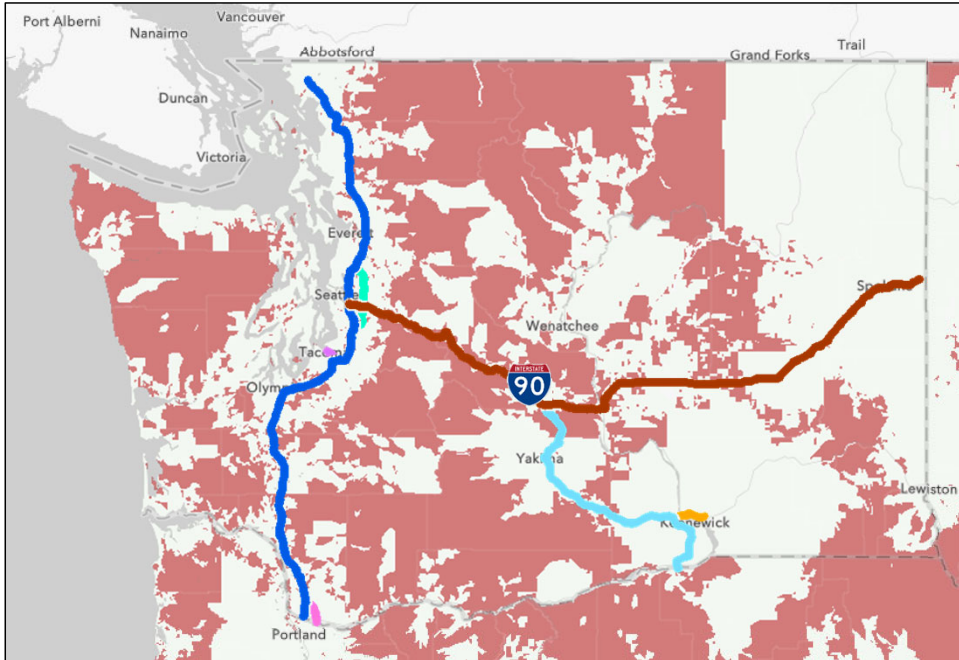 Vancouver
Port Alberni
Nanaimo
Abbotsford
Trail
Grand Forks
Duncan
Victoria
Everett
Seattle
Wenatchee
Tacoma
INTERSTATE
90
Yakima
Lewiston
Kennewick
Portland